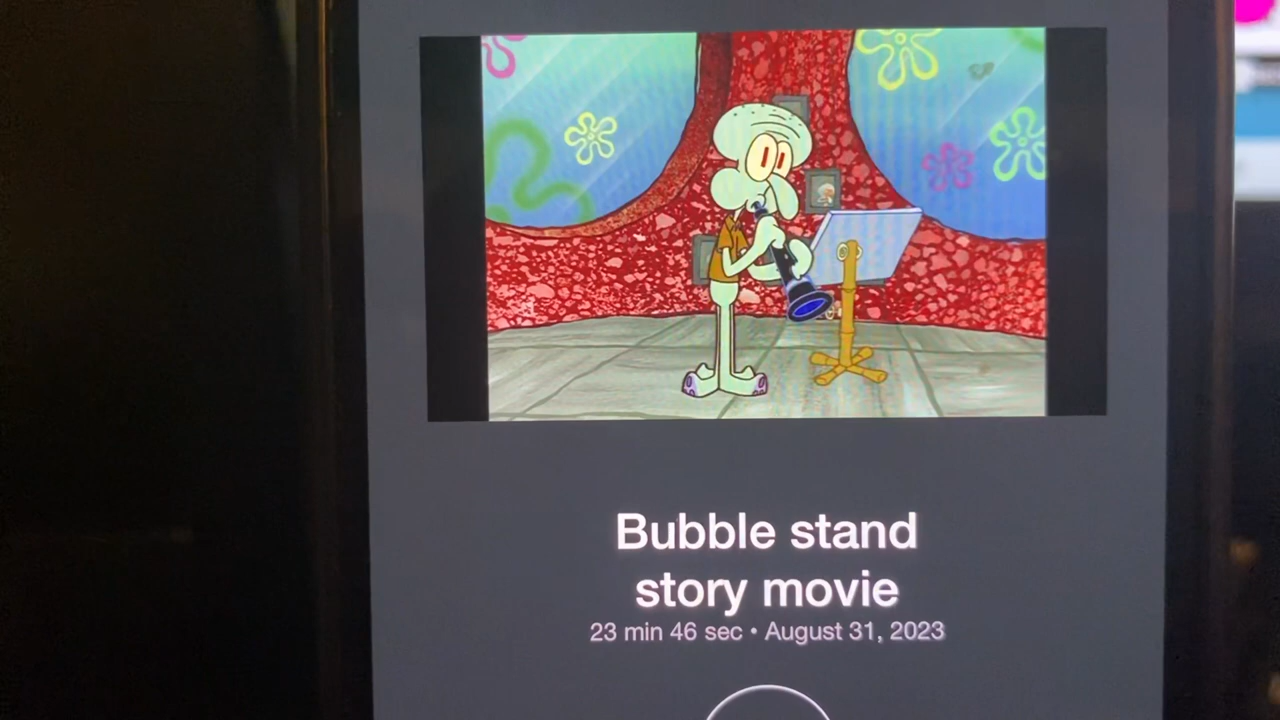 Bubble stand
story movie
23 min 46 sec • August 31, 2023